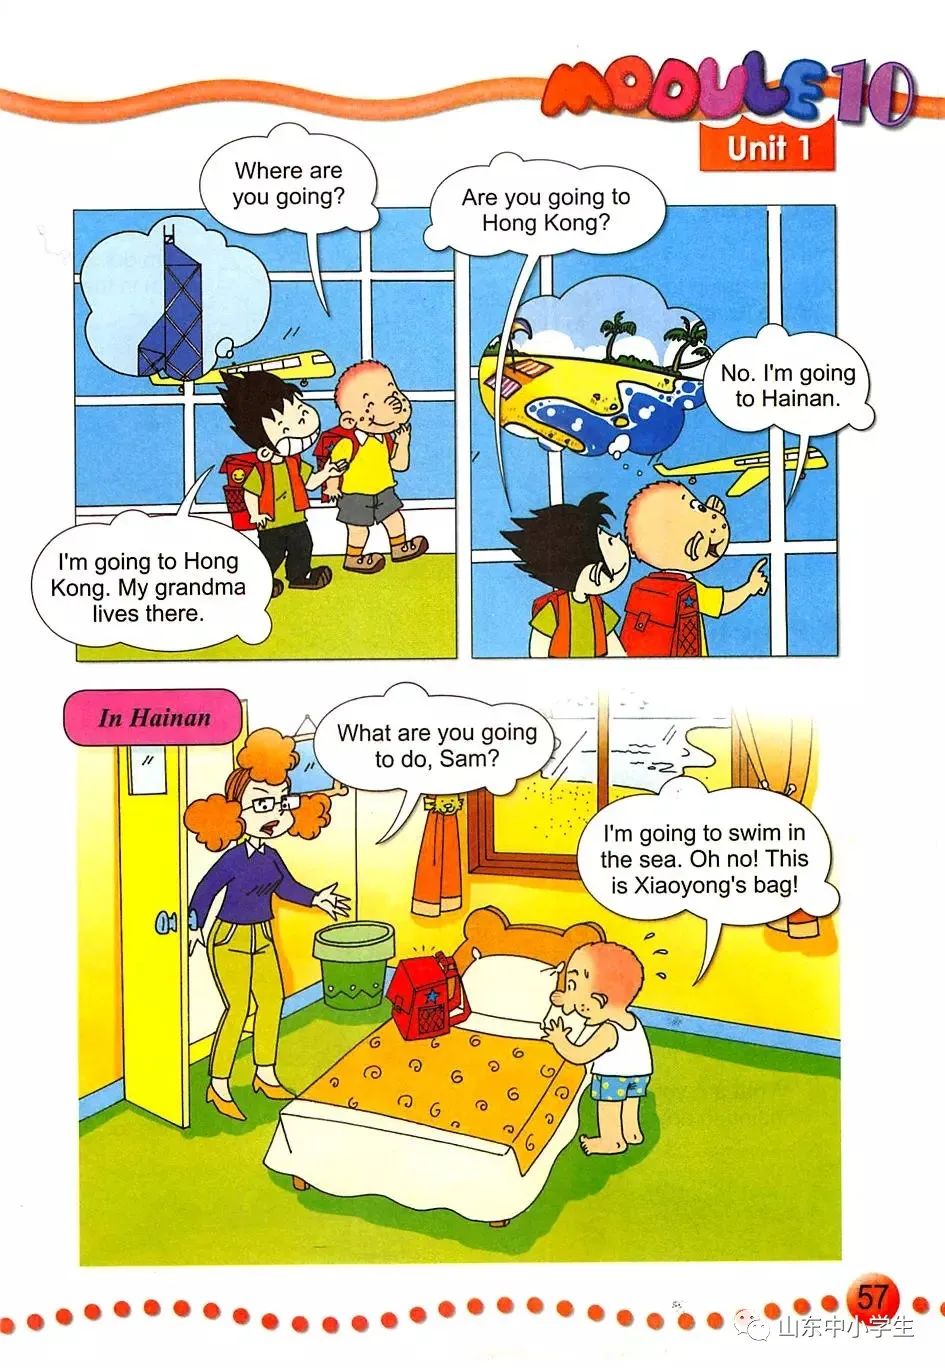 MODULE 10
Unit 1
Where are
you going?
I'm going to Hong
Kong. My grandma
lives there.
Are you going to
Hong Kong?
No. I'm going
to Hainan.
In Hainan
What are you going
to do, Sam?
I'm going to swim in
the sea. Oh no! This
is Xiaoyong's bag!
57
山东中小学生